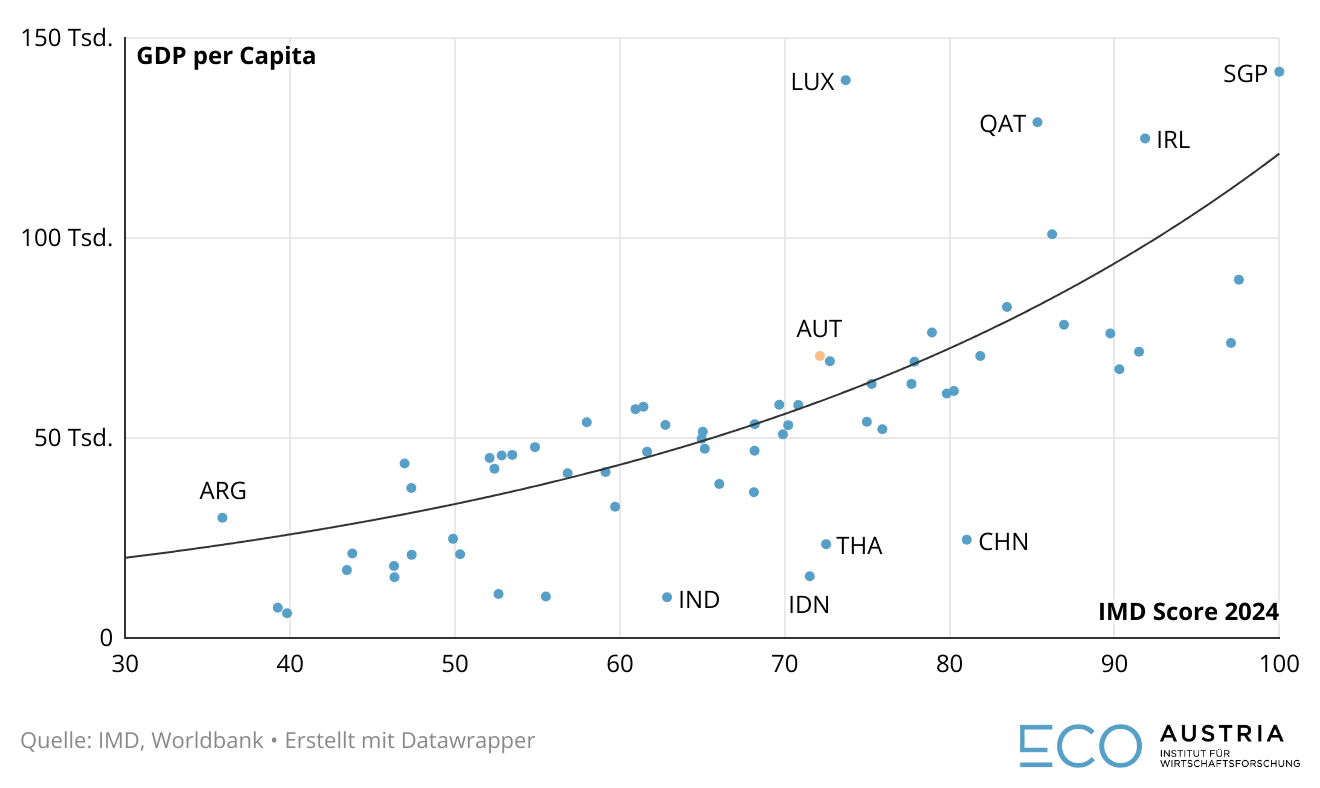 150 Tsd.
GDP per Capita
LUX
SGP
QAT
IRL
100 Tsd.
AUT
50 Tsd.
ARG
THA
CHN
IND
IDN
IMD Score 2024
0
30 40 50 60 70 80 90 100
Quelle: IMD, Worldbank • Erstellt mit Datawrapper
ECO AUSTRIA
INSTITUT FÜR
WIRTSCHAFTSFORSCHUNG